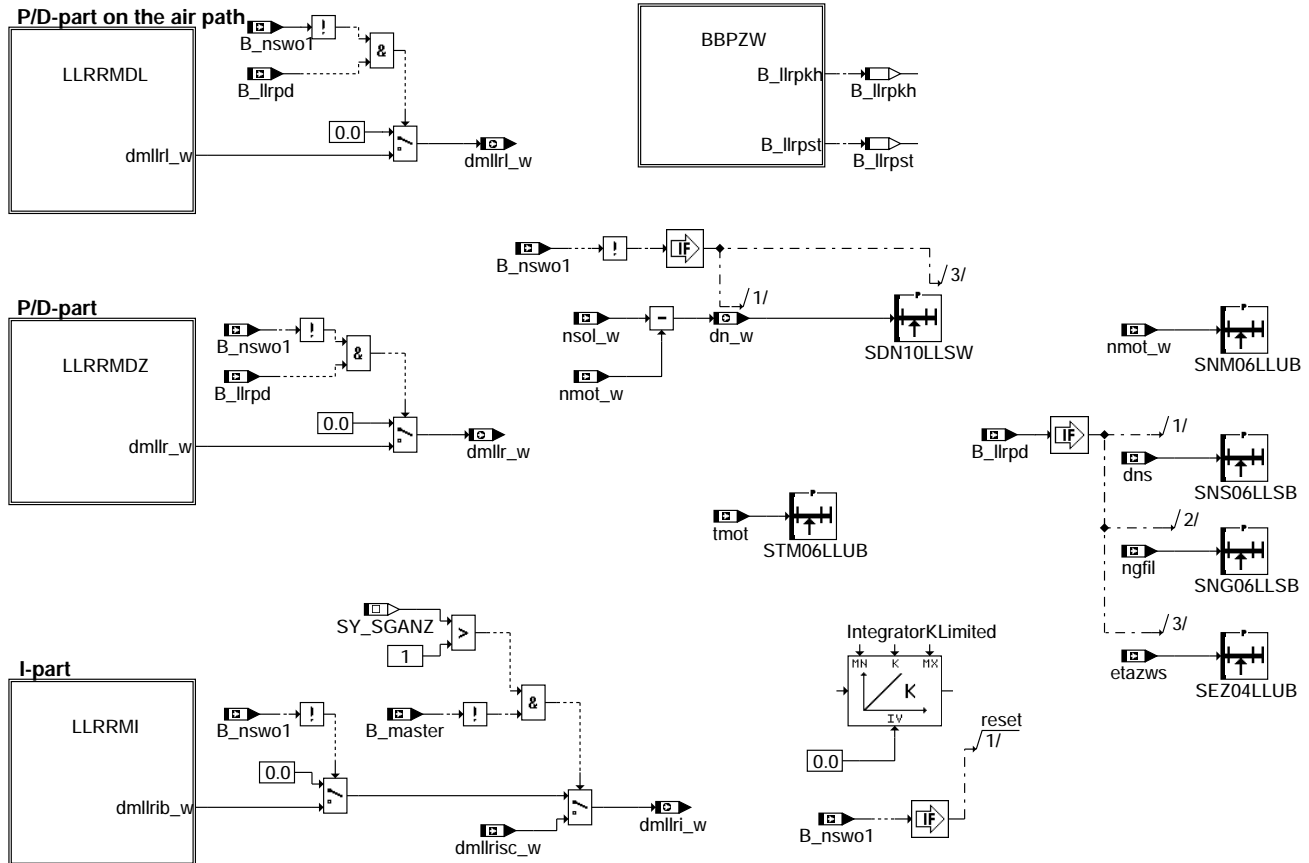 P/D-part on the air path
LLRRMDL
B_nswo1
!
&
B_llrpd
0.0
dmllrl_w
dmllrl_w
BBPZW
B_llrpkh
B_llrpkh
B_llrpst
B_llrpst
B_nswo1
!
IF
/3/
/1/
nsol_w
-
dn_w
nmot_w
P
SDN10LLSW
nmot_w
P
SNM06LLUB
P/D-part
LLRRMDZ
B_nswo1
!
&
B_llrpd
0.0
dmllr_w
dmllr_w
B_llrpd
IF
/1/
dns
P
SNS06LLSB
/2/
ngfil
P
SNG06LLSB
/3/
etazws
P
SEZ04LLUB
tmot
P
STM06LLUB
SY_SGANZ
>
1
I-part
LLRRMI
B_nswo1
!
B_master
!
&
0.0
dmllrib_w
dmllrisc_w
dmllri_w
IntegratorKLimited
MN K MX
K
IV
0.0
reset
1/
B_nswo1
IF